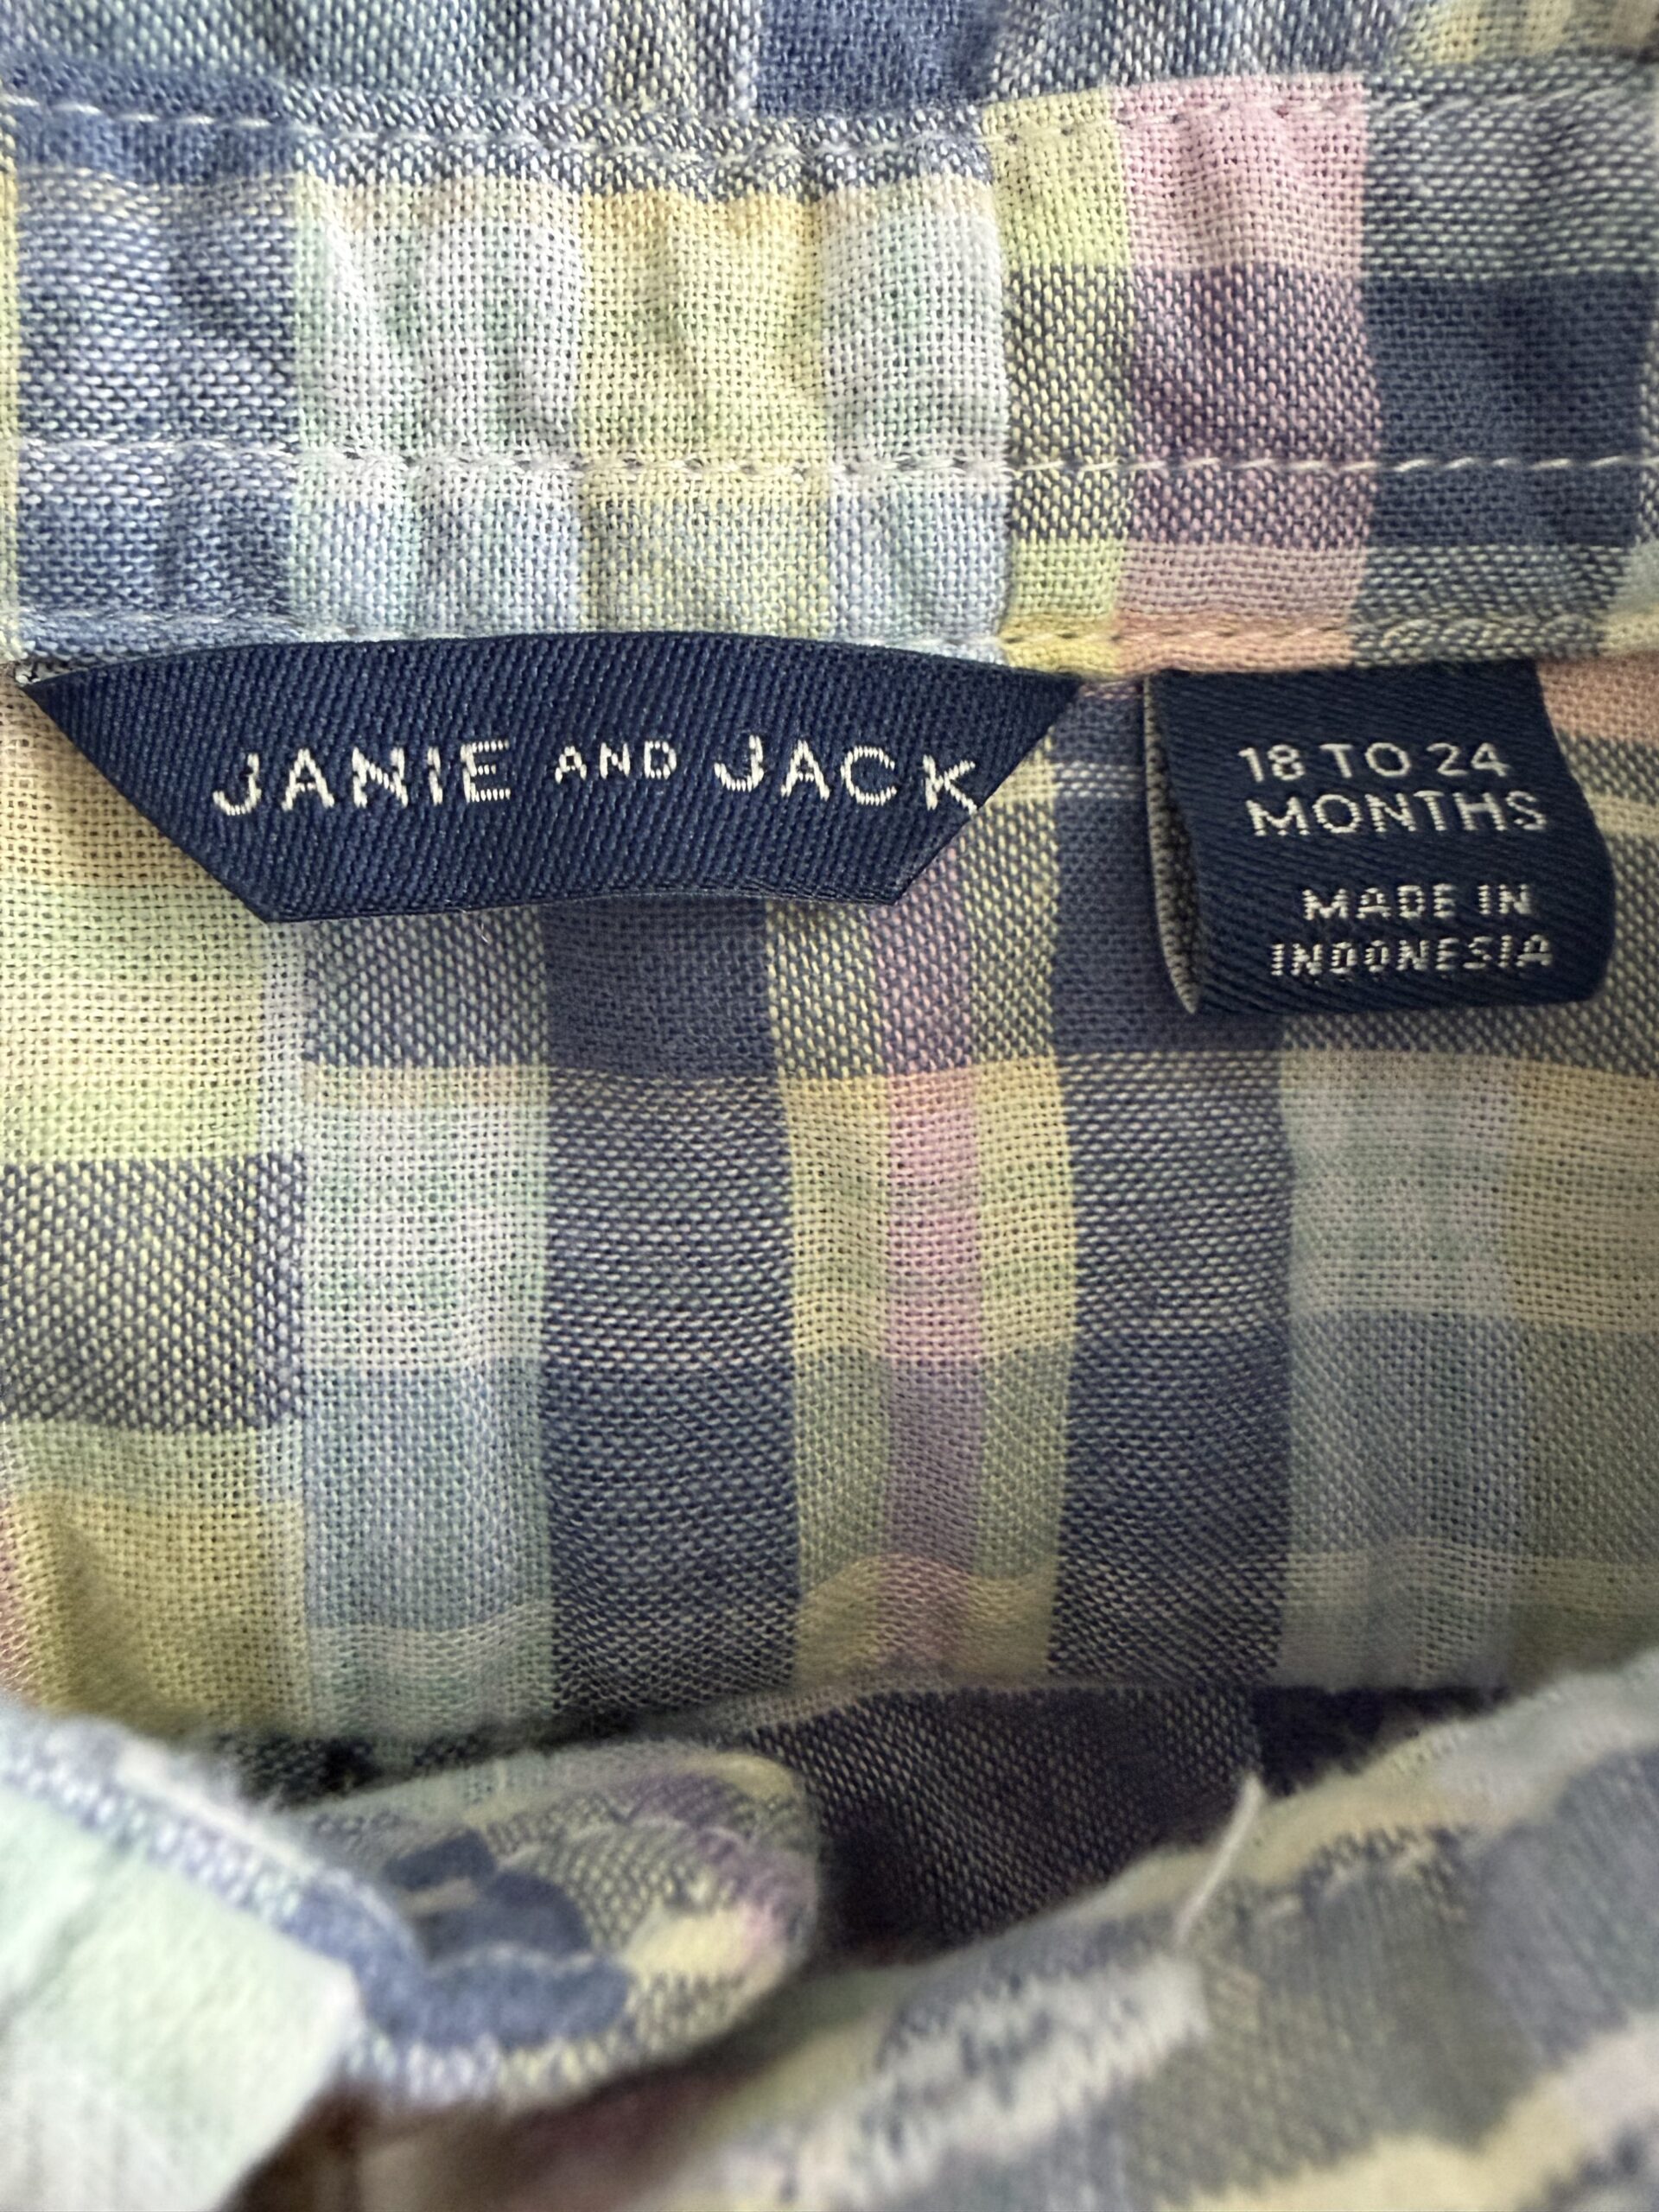 JANIE AND JACK
18 TO 24
MONTHS
MADE IN
INDONESIA